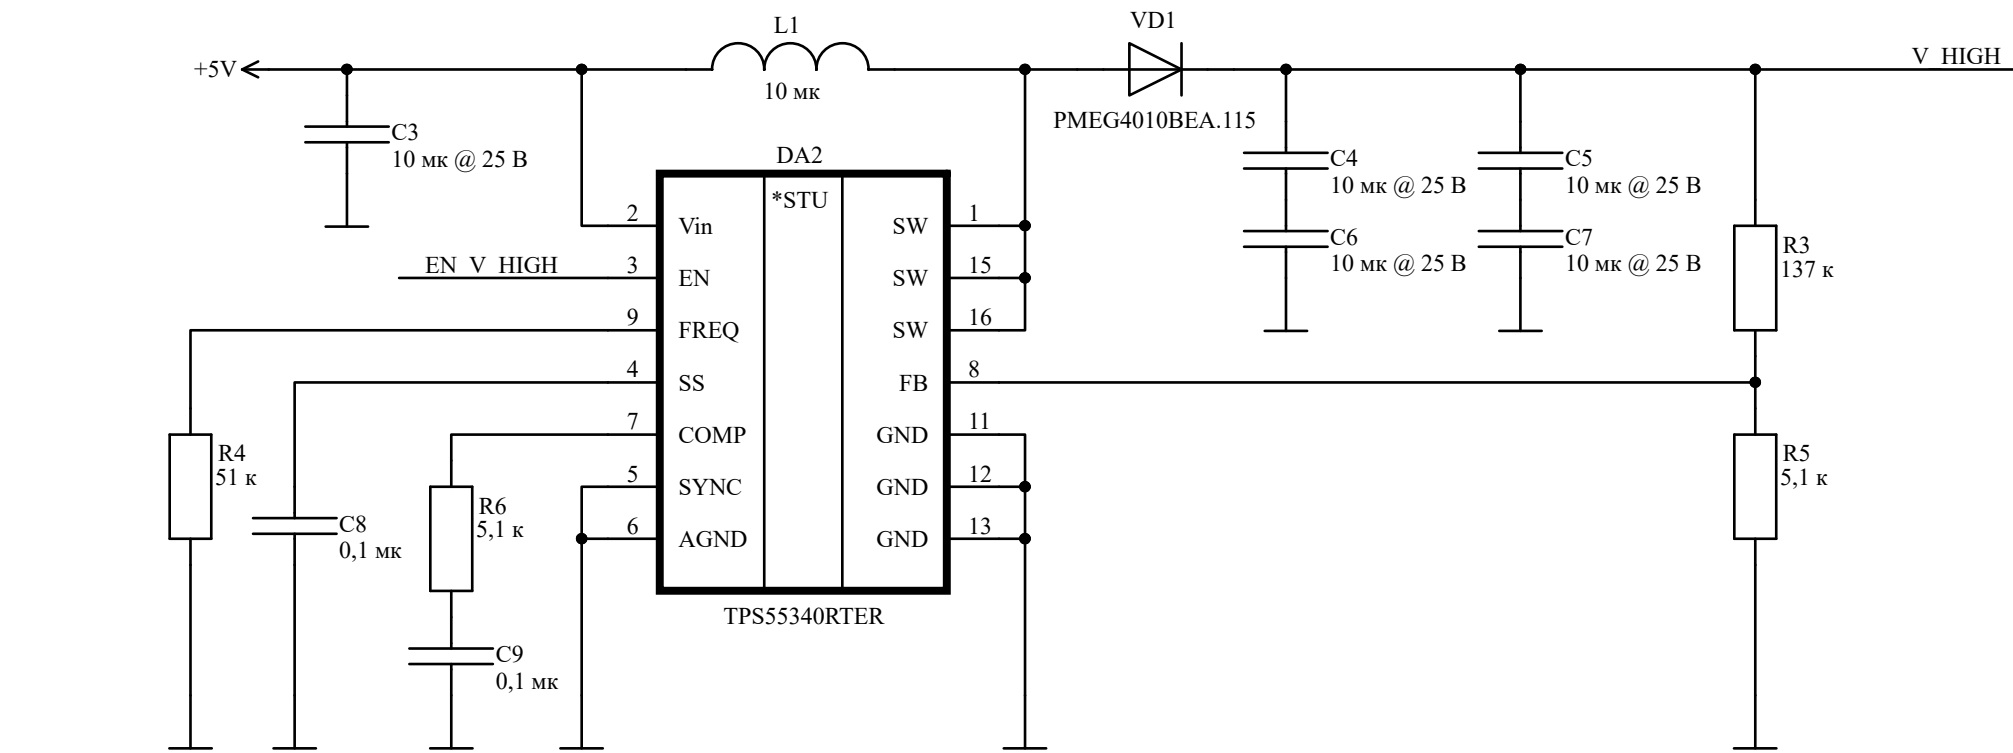 L1
VD1
+5V
V_HIGH
10 мк
PMEG4010BEA.115
C3
10 мк @ 25 В
DA2
*STU
C4
10 мк @ 25 В
C5
10 мк @ 25 В
2
Vin
SW
1
C6
10 мк @ 25 В
C7
10 мк @ 25 В
R3
137 к
EN_V_HIGH
3
EN
SW
15
9
FREQ
SW
16
4
SS
FB
8
7
COMP
GND
11
R4
51 к
R5
5,1 к
5
SYNC
GND
12
R6
5,1 к
C8
0,1 мк
6
AGND
GND
13
TPS55340RTER
C9
0,1 мк